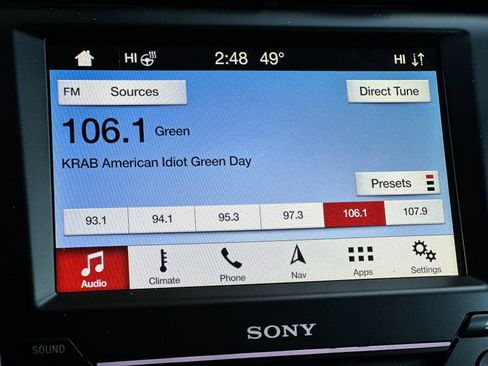 HI 2:48 49° HI
FM Sources Direct Tune
106.1 Green
KRAB American Idiot Green Day
Presets
93.1 94.1 95.3 97.3 106.1 107.9
Audio Climate Phone Nav Apps Settings
SONY
SOUND